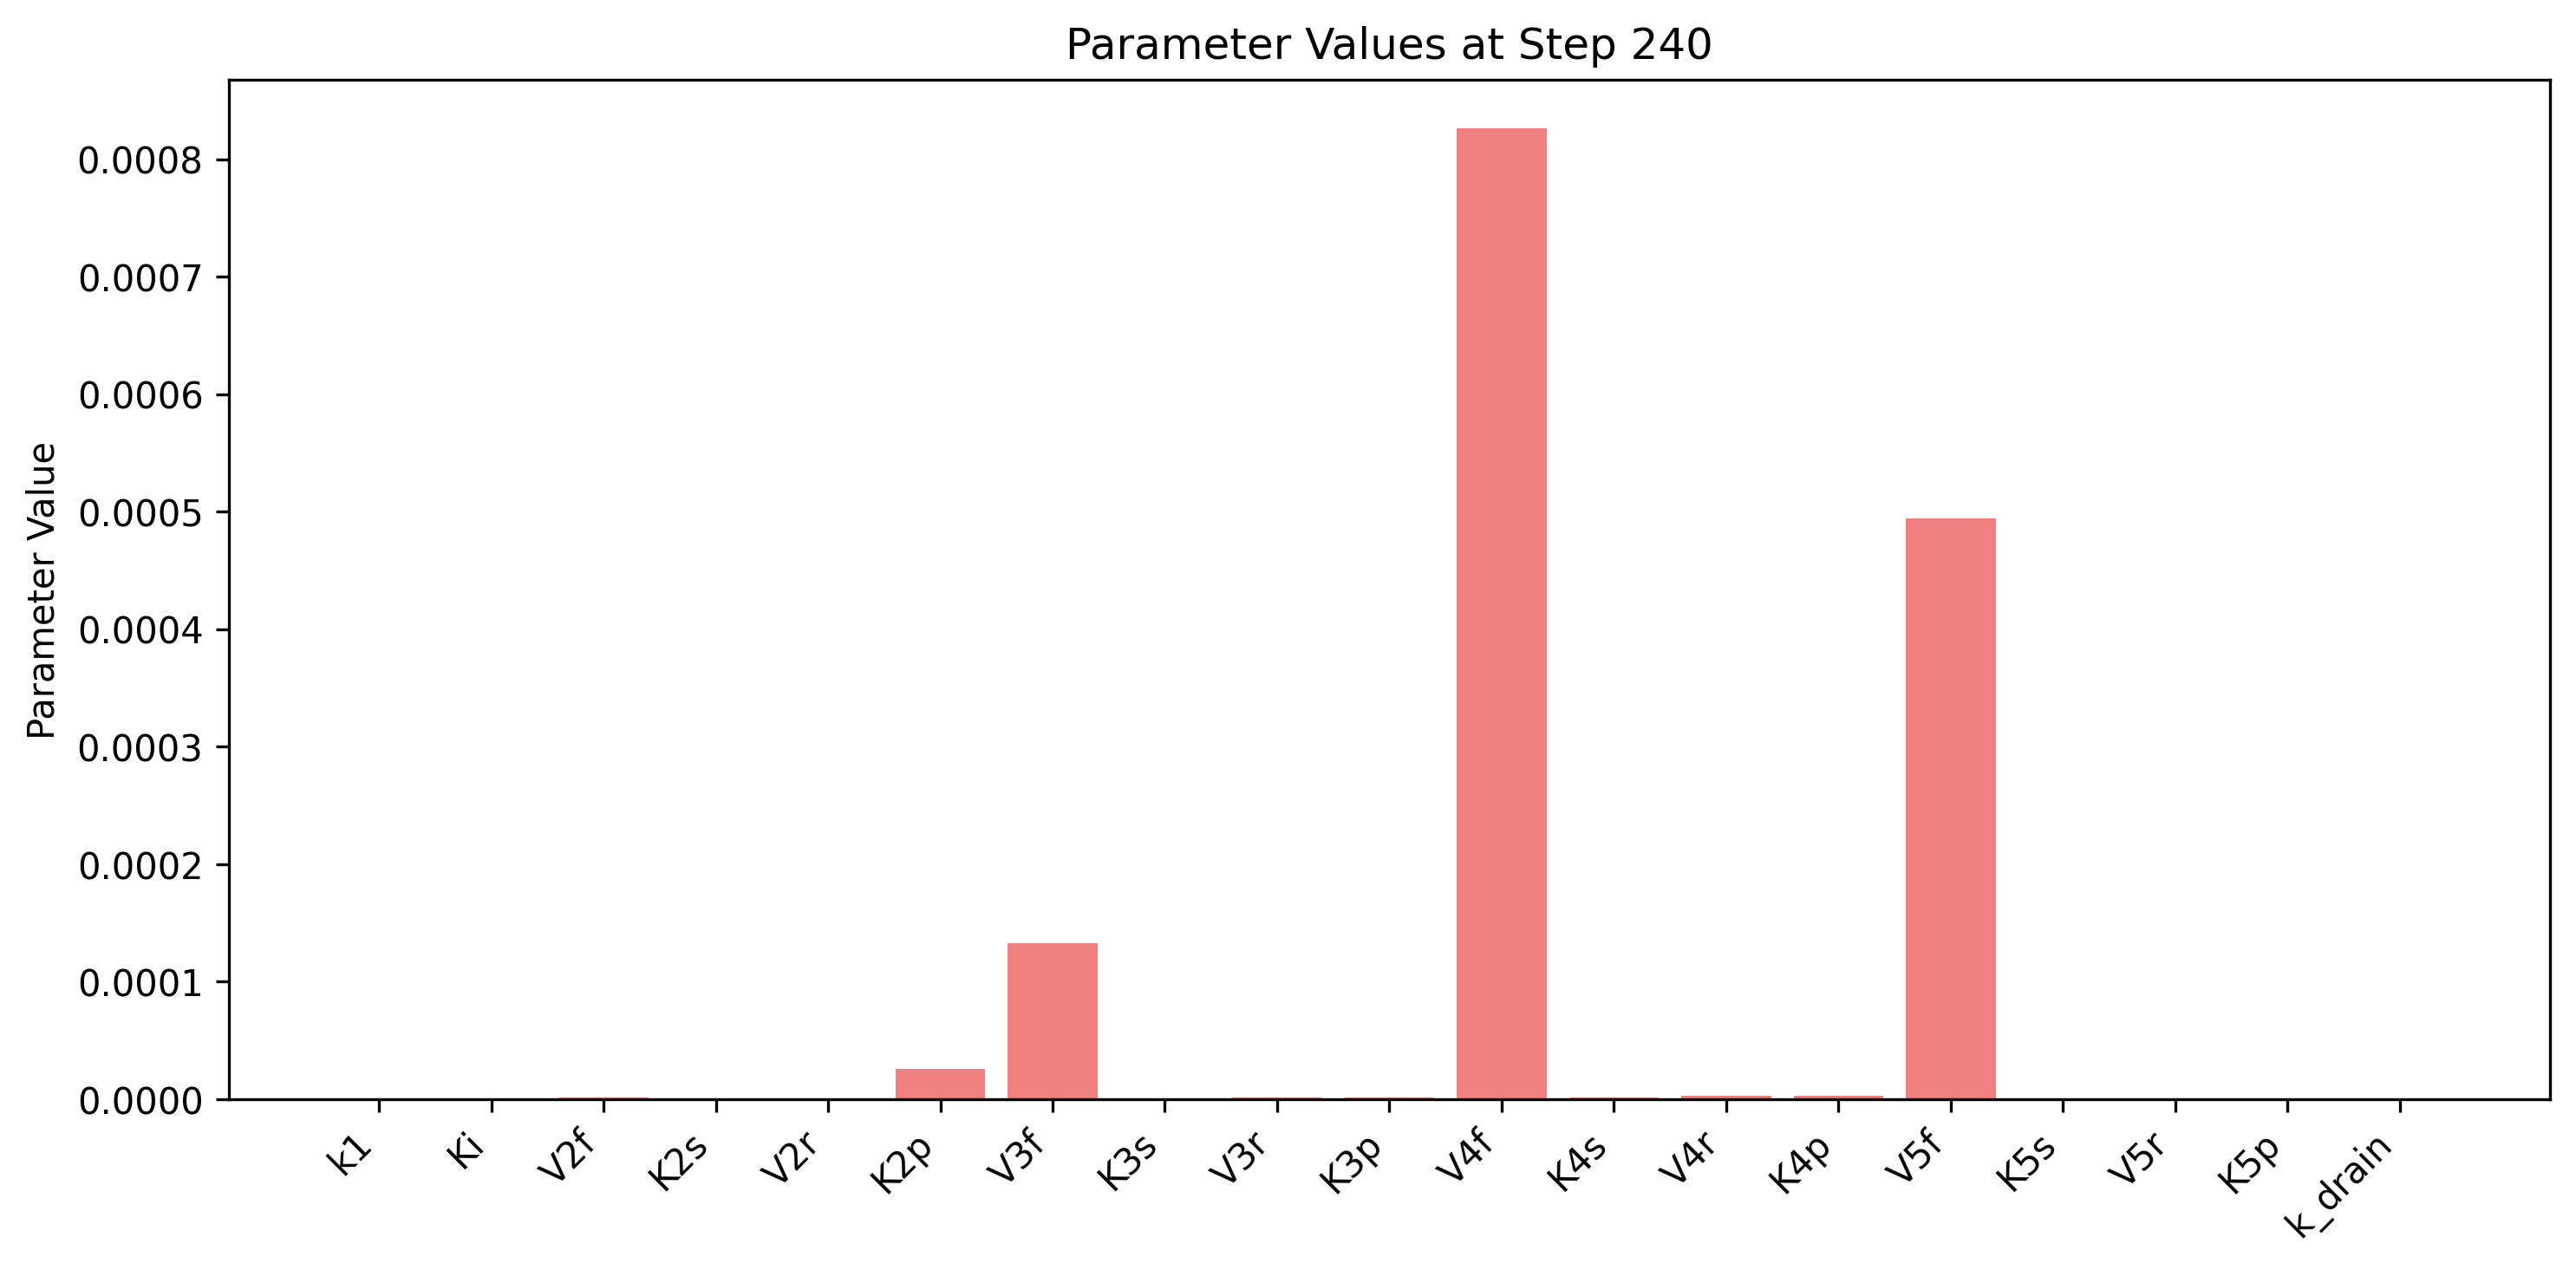 Parameter Values at Step 240
Parameter Value
0.0008
0.0007
0.0006
0.0005
0.0004
0.0003
0.0002
0.0001
0.0000
k1
Ki
V2f
K2s
V2r
K2p
V3f
K3s
V3r
K3p
V4f
K4s
V4r
K4p
V5f
K5s
V5r
K5p
k_drain